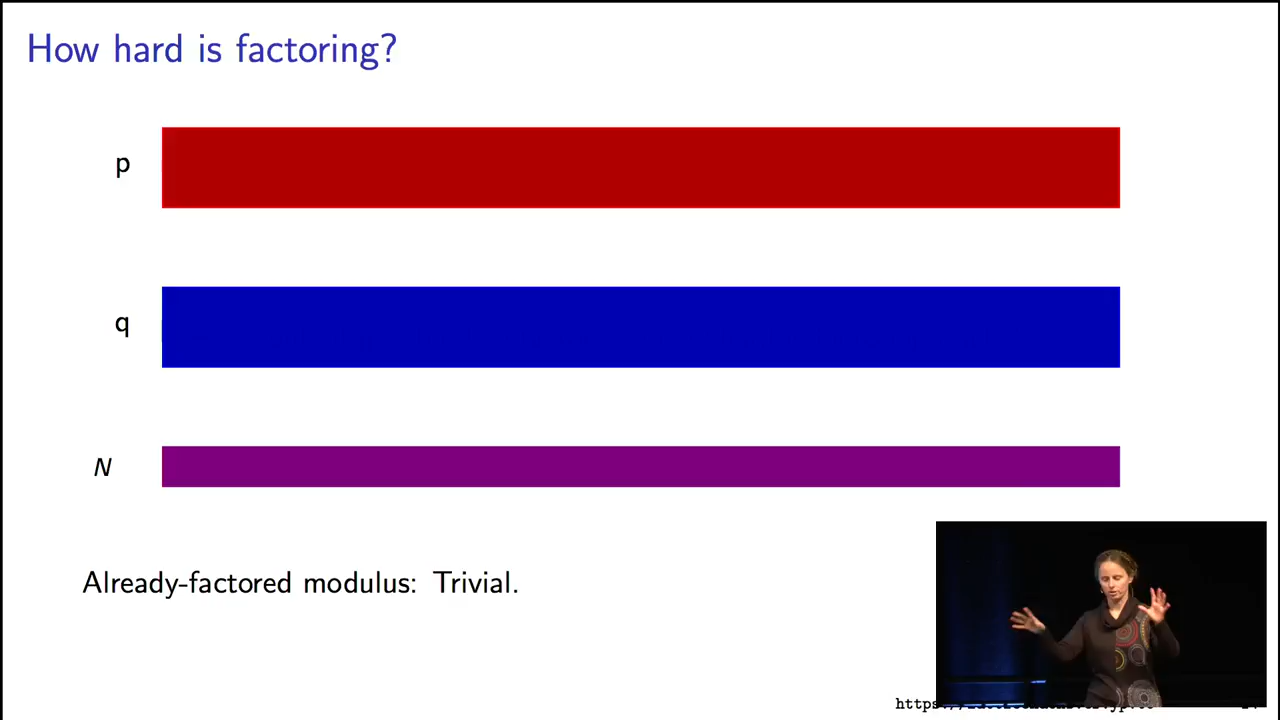 How hard is factoring?
p
q
N
Already-factored modulus: Trivial.